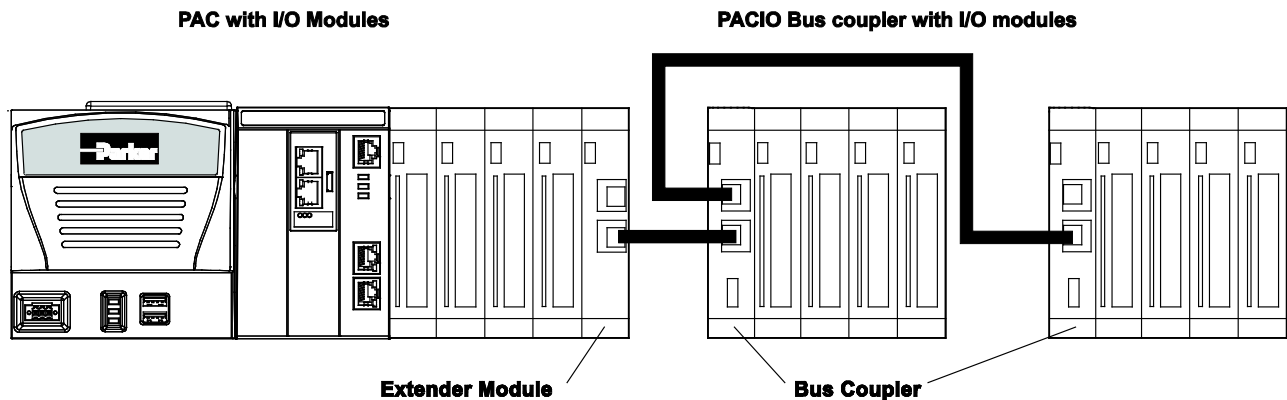 PAC with I/O Modules
PACIO Bus coupler with I/O modules
Parker
Extender Module
Bus Coupler